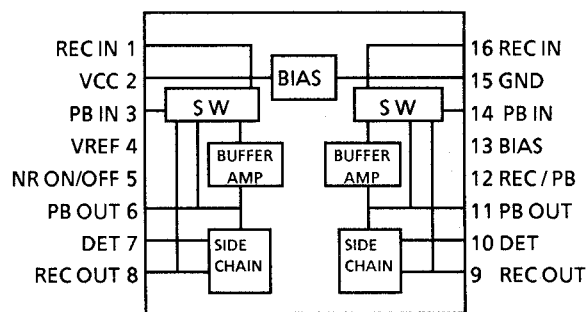 REC IN 1
16 REC IN
VCC 2
BIAS
15 GND
PB IN 3
SW
SW
14 PB IN
VREF 4
BUFFER
AMP
BUFFER
AMP
13 BIAS
NR ON/OFF 5
12 REC / PB
PB OUT 6
11 PB OUT
DET 7
SIDE
CHAIN
SIDE
CHAIN
10 DET
REC OUT 8
9 REC OUT